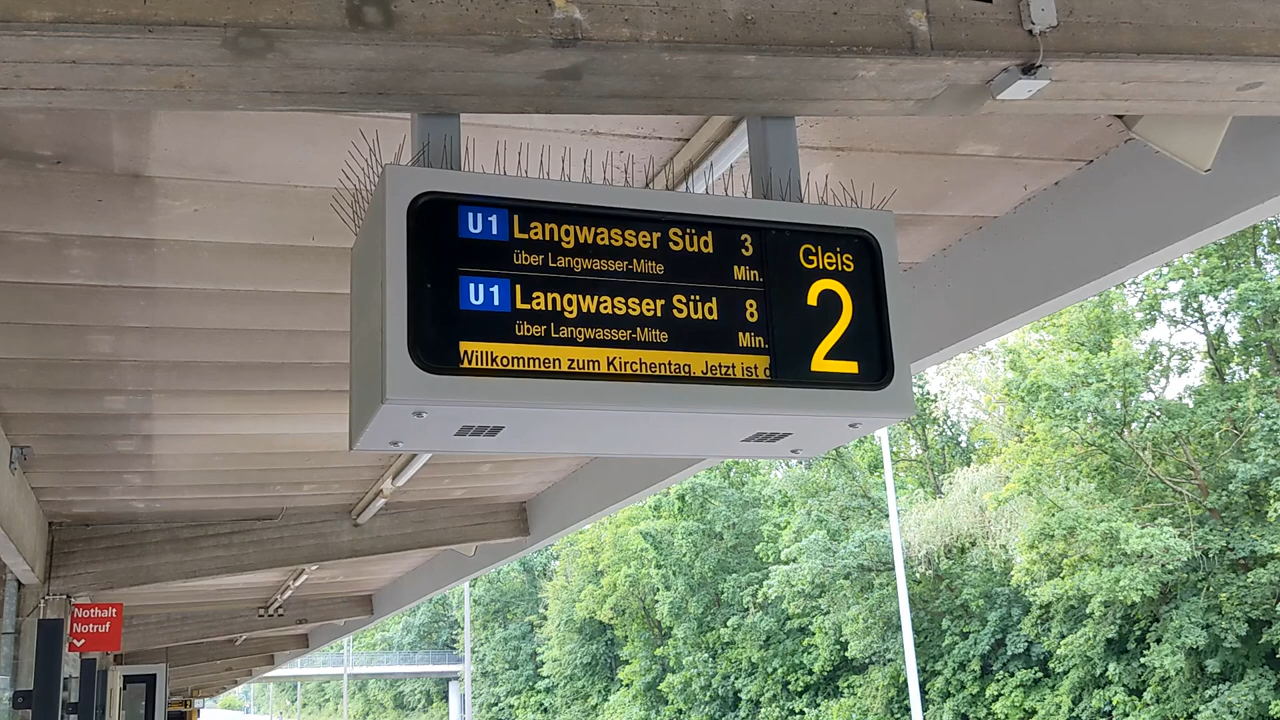 U1 Langwasser Süd 3
über Langwasser-Mitte Min.
U1 Langwasser Süd 8
über Langwasser-Mitte Min.
Willkommen zum Kirchentag. Jetzt ist d
Gleis
2
Nothalt
Notruf